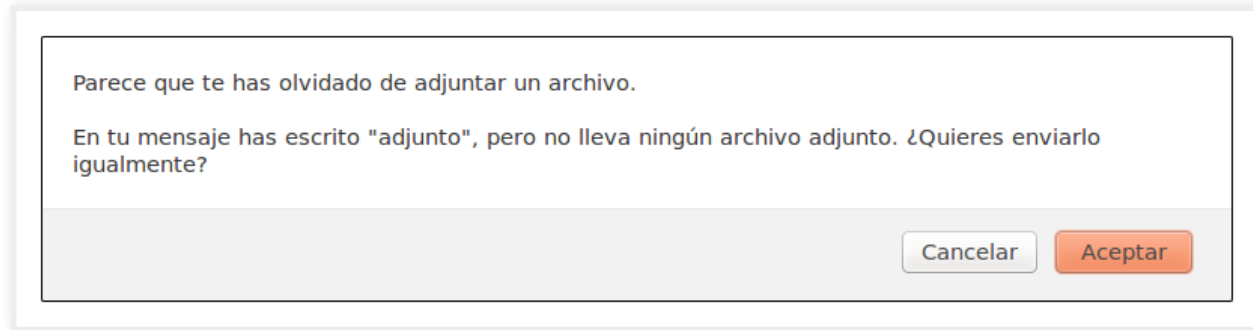 Parece que te has olvidado de adjuntar un archivo.
En tu mensaje has escrito "adjunto", pero no lleva ningún archivo adjunto. ¿Quieres enviarlo
igualmente?
Cancelar
Aceptar